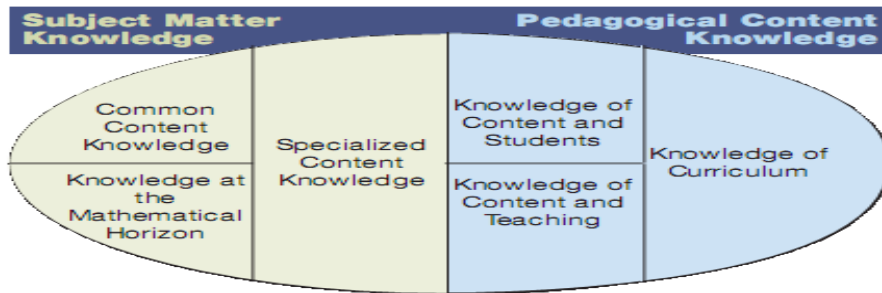 Subject Matter
Knowledge
Pedagogical Content
Knowledge
Common
Content
Knowledge
Knowledge at
the
Mathematical
Horizon
Specialized
Content
Knowledge
Knowledge of
Content and
Students
Knowledge of
Content and
Teaching
Knowledge of
Curriculum